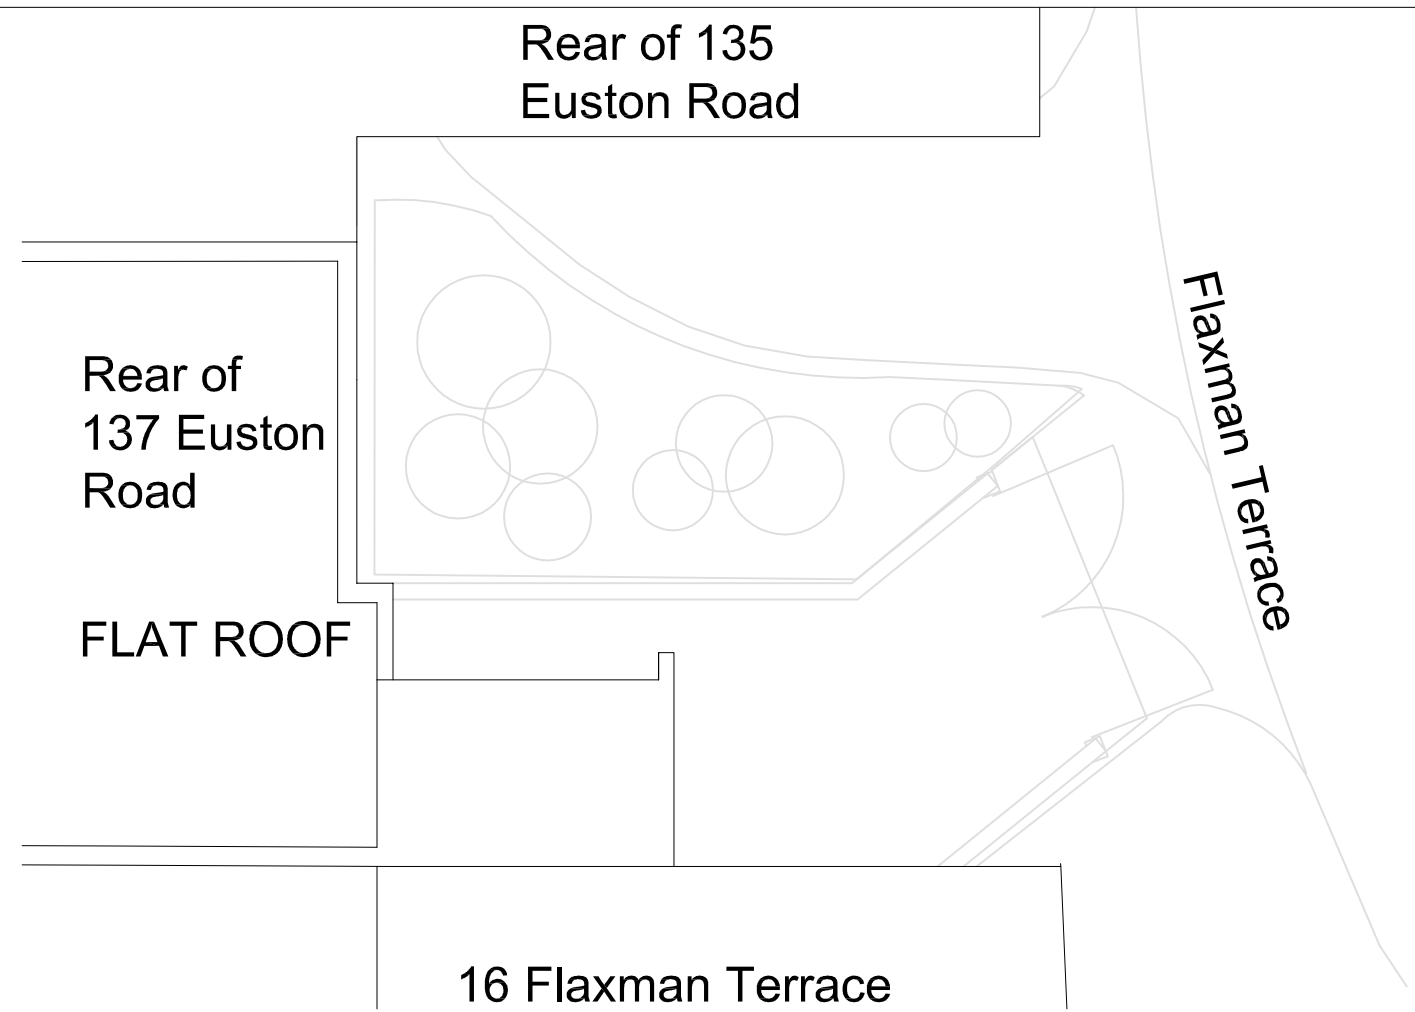 Rear of 135
Euston Road
Flaxman Terrace
Rear of
137 Euston
Road
FLAT ROOF
16 Flaxman Terrace